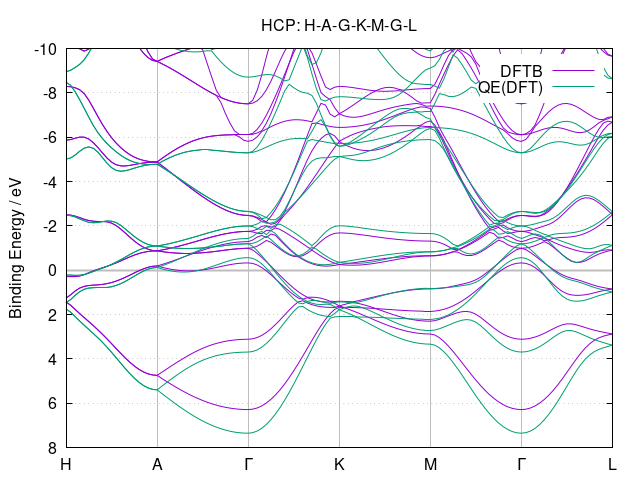 HCP: H-A-G-K-M-G-L
Binding Energy / eV
-10
-8
-6
-4
-2
0
2
4
6
8
H A Γ K M Γ L
DFTB
QE(DFT)